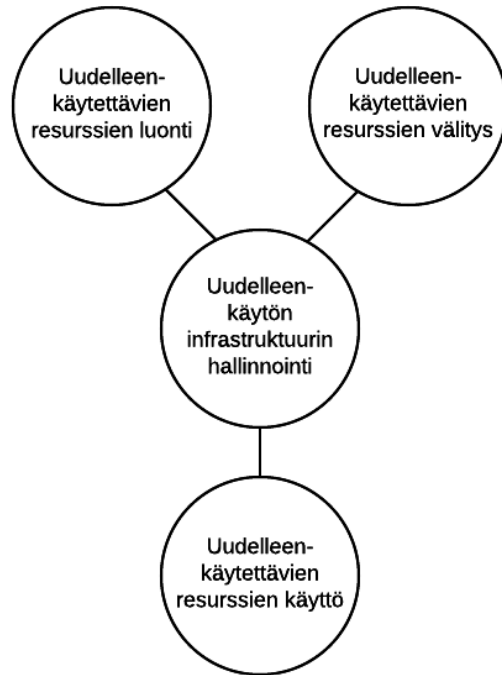 Uudelleen-
käytettävien
resurssien luonti
Uudelleen-
käytettävien
resurssien välitys
Uudelleen-
käytön
infrastruktuurin
hallinnointi
Uudelleen-
käytettävien
resurssien käyttö